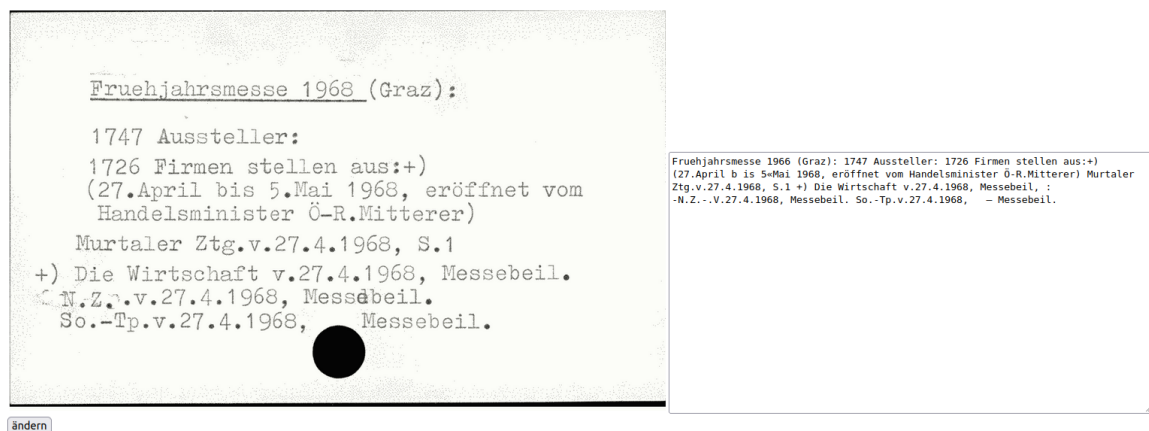 Fruehjahrsmesse 1968 (Graz):
1747 Aussteller:
1726 Firmen stellen aus:+)
(27.April bis 5.Mai 1968, eröffnet vom
Handelsminister Ö-R.Mitterer)
Murtaler Ztg.v.27.4.1968, S.1
+) Die Wirtschaft v.27.4.1968, Messebeil.
N.Z..v.27.4.1968, Messebeil.
So.-Tp.v.27.4.1968, Messebeil.
Fruehjahrsmesse 1966 (Graz): 1747 Aussteller: 1726 Firmen stellen aus:+)
(27.April b is 5«Mai 1968, eröffnet vom Handelsminister Ö-R.Mitterer) Murtaler
Ztg.v.27.4.1968, S.1 +) Die Wirtschaft v.27.4.1968, Messebeil, :
-N.Z.-.V.27.4.1968, Messebeil. So.-Tp.v.27.4.1968, — Messebeil.
ändern